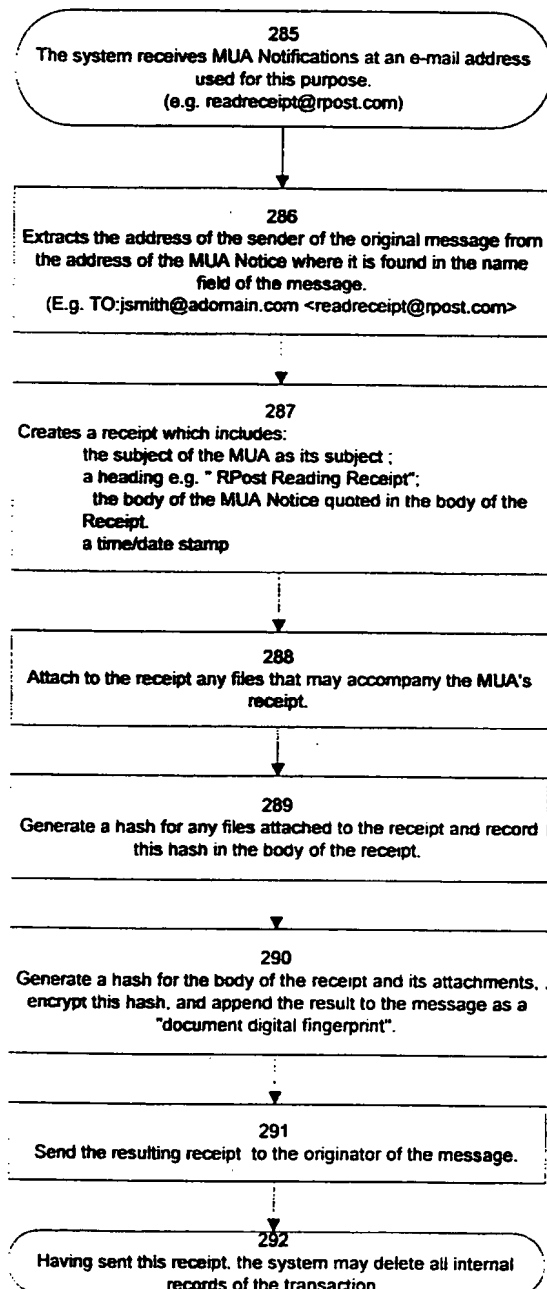 285
The system receives MUA Notifications at an e-mail address
used for this purpose.
(e.g. readreceipt@rpost.com)
286
Extracts the address of the sender of the original message from
the address of the MUA Notice where it is found in the name
field of the message.
(E.g. TO:jsmith@adomain.com <readreceipt@rpost.com>
287
Creates a receipt which includes:
the subject of the MUA as its subject ;
a heading e.g. " RPost Reading Receipt";
the body of the MUA Notice quoted in the body of the
Receipt.
a time/date stamp
288
Attach to the receipt any files that may accompany the MUA's
receipt.
289
Generate a hash for any files attached to the receipt and record
this hash in the body of the receipt.
290
Generate a hash for the body of the receipt and its attachments,
encrypt this hash, and append the result to the message as a
"document digital fingerprint".
291
Send the resulting receipt to the originator of the message.
292
Having sent this receipt, the system may delete all internal
records of the transaction